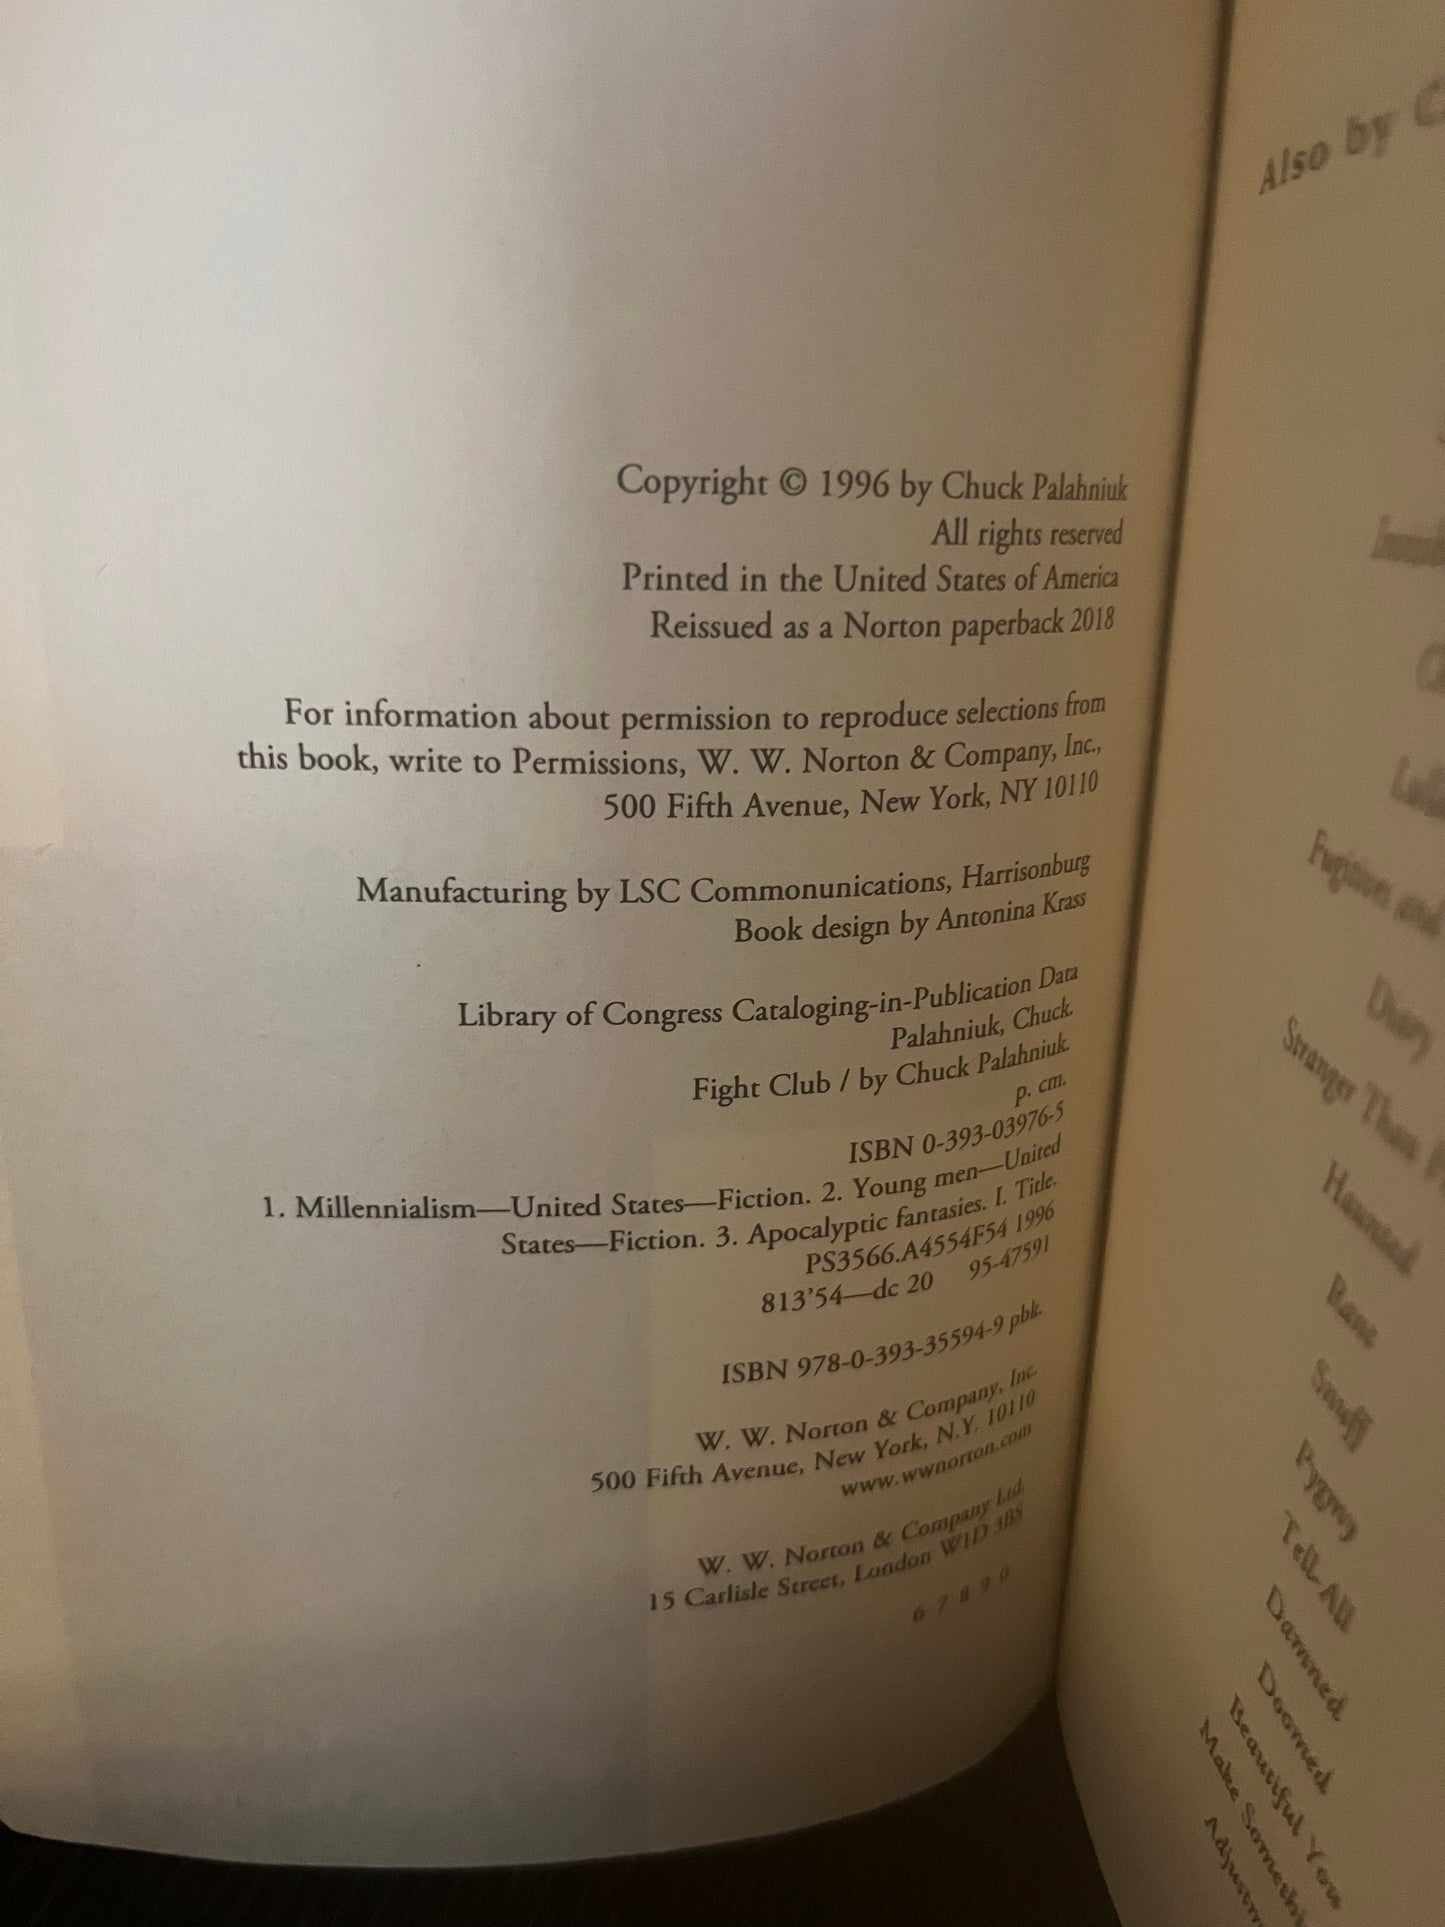 Copyright © 1996 by Chuck Palahniuk
All rights reserved
Printed in the United States of America
Reissued as a Norton paperback 2018
For information about permission to reproduce selections from
this book, write to Permissions, W. W. Norton & Company, Inc.,
500 Fifth Avenue, New York, NY 10110
Manufacturing by LSC Commonunications, Harrisonburg
Book design by Antonina Krass
Library of Congress Cataloging-in-Publication Data
Palahniuk, Chuck.
Fight Club / by Chuck Palahniuk.
p. cm.
ISBN 0-393-03976-5
1. Millennialism—United States—Fiction. 2. Young men—United
States—Fiction. 3. Apocalyptic fantasies. I. Title.
PS3566.A4554F54 1996
813'54—dc 20 95-47591
ISBN 978-0-393-35594-9 pbk.
W. W. Norton & Company, Inc.
500 Fifth Avenue, New York, N.Y. 10110
www.wwnorton.com
W. W. Norton & Company Ltd.
15 Carlisle Street, London W1D 3BS
6 7 8 9 0
Also by
Fugitives and
Diary
Stranger Than
Haunted
Rant
Snuff
Pygmy
Tell-All
Damned
Doomed
Beautiful You
Make